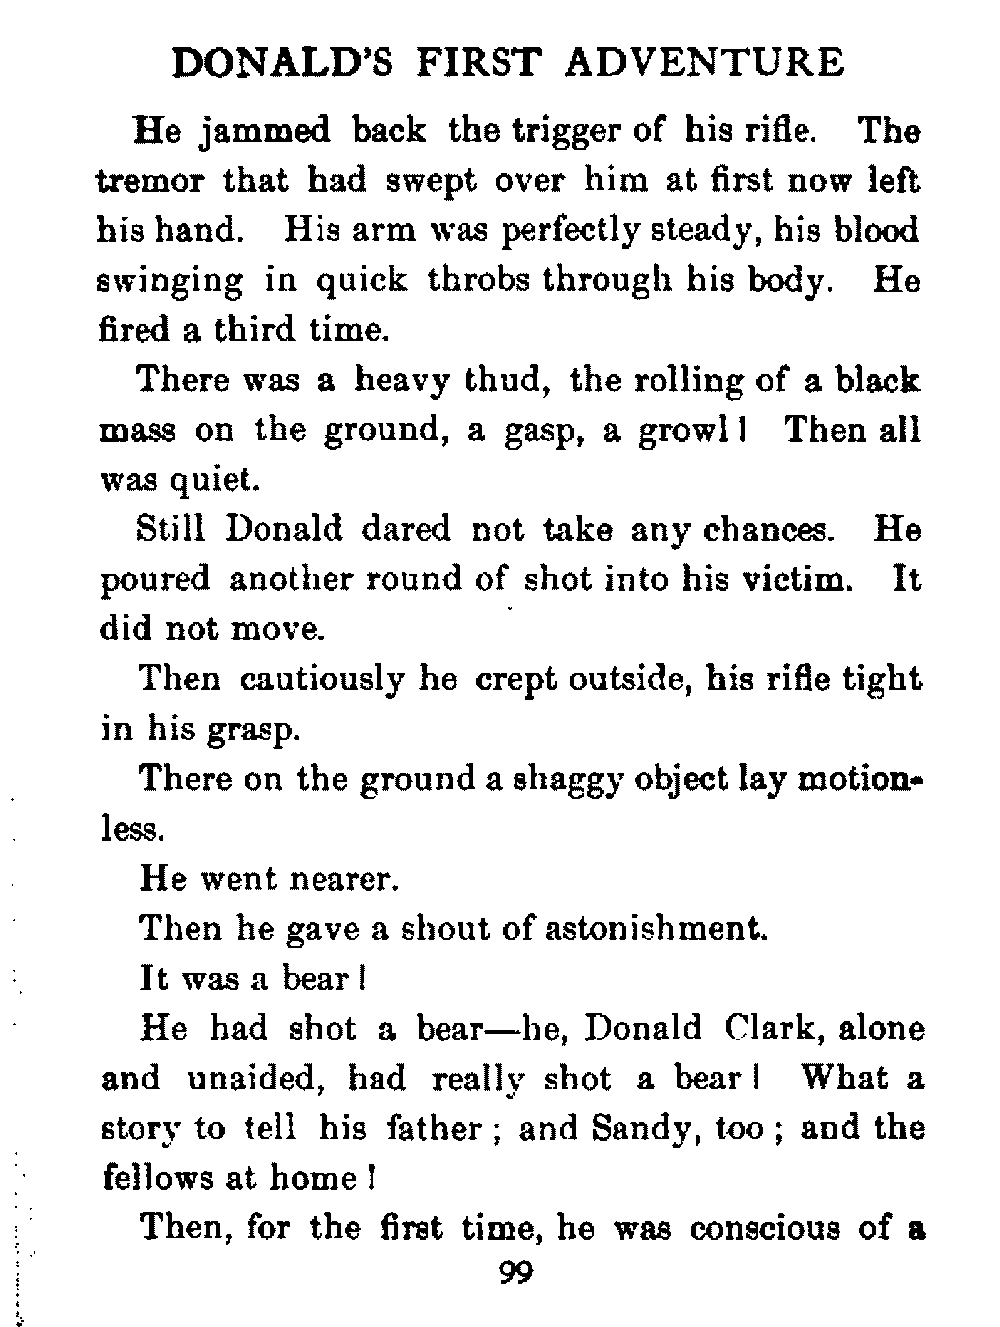 DONALD'S FIRST ADVENTURE
He jammed back the trigger of his rifle. The
tremor that had swept over him at first now left
his hand. His arm was perfectly steady, his blood
swinging in quick throbs through his body. He
fired a third time.
There was a heavy thud, the rolling of a black
mass on the ground, a gasp, a growl! Then all
was quiet.
Still Donald dared not take any chances. He
poured another round of shot into his victim. It
did not move.
Then cautiously he crept outside, his rifle tight
in his grasp.
There on the ground a shaggy object lay motion-
less.
He went nearer.
Then he gave a shout of astonishment.
It was a bear!
He had shot a bear—he, Donald Clark, alone
and unaided, had really shot a bear! What a
story to tell his father; and Sandy, too; and the
fellows at home!
Then, for the first time, he was conscious of a
99